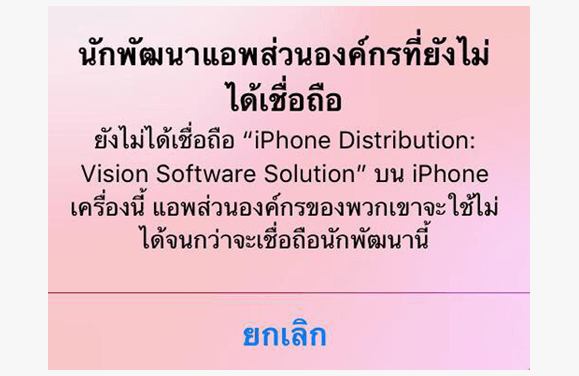 นักพัฒนาแอพส่วนองค์กรที่ยังไม่
ได้เชื่อถือ
ยังไม่ได้เชื่อถือ “iPhone Distribution:
Vision Software Solution” บน iPhone
เครื่องนี้ แอพส่วนองค์กรของพวกเขาจะใช้ไม่
ได้จนกว่าจะเชื่อถือนักพัฒนานี้
ยกเลิก